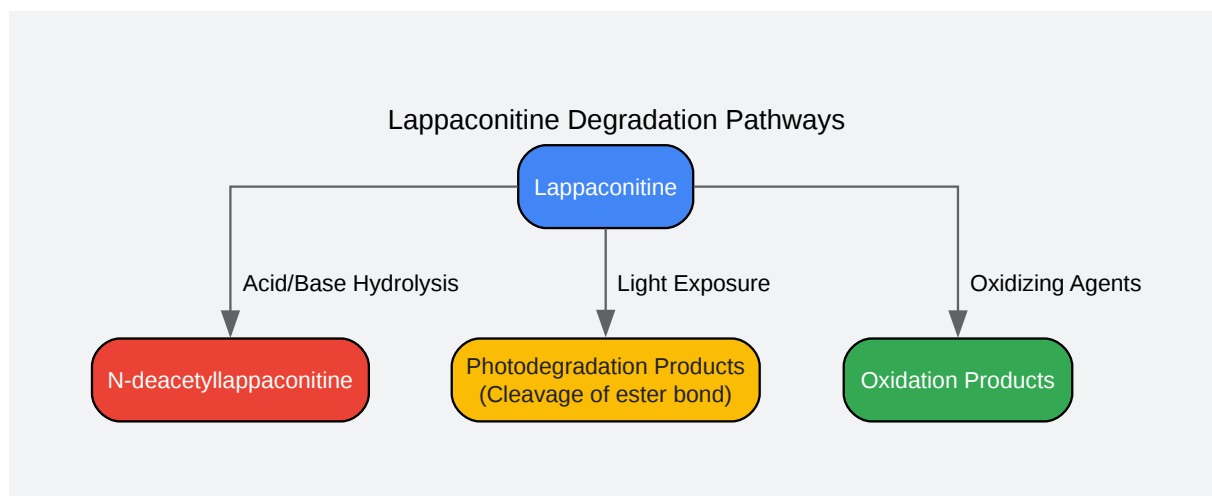 Lappaconitine Degradation Pathways
Lappaconitine
Acid/Base Hydrolysis
Light Exposure
Oxidizing Agents
N-deacetyllappaconitine
Photodegradation Products
(Cleavage of ester bond)
Oxidation Products